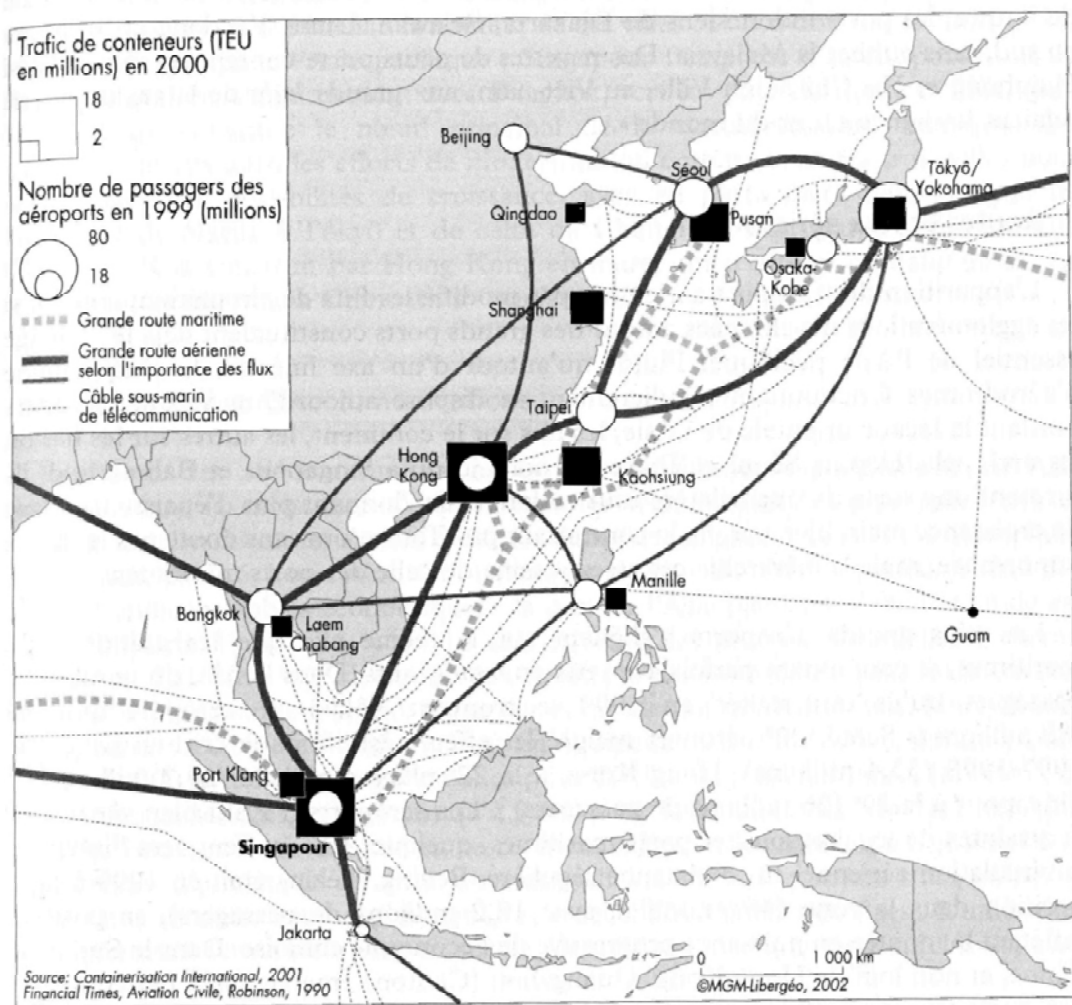 Trafic de conteneurs (TEU
en millions) en 2000
18
2
Nombre de passagers des
aéroports en 1999 (millions)
80
18
Grande route maritime
Grande route aérienne
selon l'importance des flux
Câble sous-marin
de télécommunication
Beijing
Séoul
Tôkyô/
Yokohama
Qingdao
Pusan
Osaka-
Kobe
Shanghai
Taipei
Hong
Kong
Kaohsiung
Manille
Bangkok
Laem
Chabang
Guam
Port Klang
Singapour
Jakarta
0
1 000 km
Source: Containerisation International, 2001
Financial Times, Aviation Civile, Robinson, 1990
©MGM-Libergéo, 2002